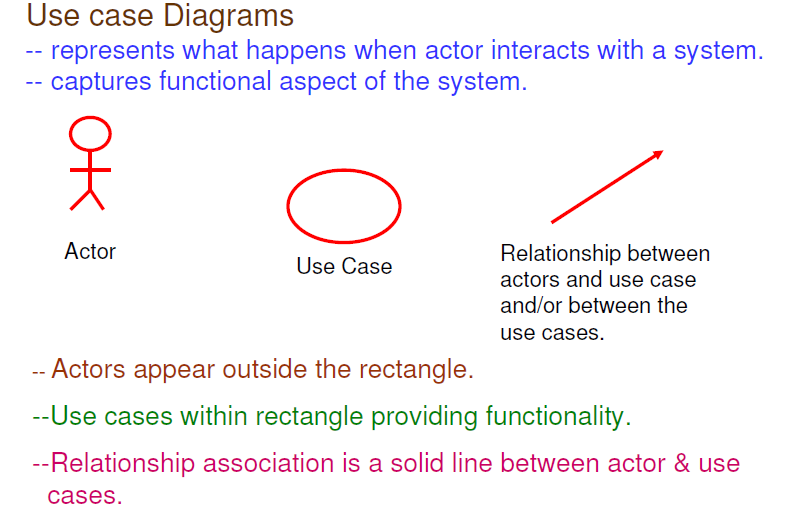 Use case Diagrams
-- represents what happens when actor interacts with a system.
-- captures functional aspect of the system.
Actor
Use Case
Relationship between
actors and use case
and/or between the
use cases.
-- Actors appear outside the rectangle.
--Use cases within rectangle providing functionality.
--Relationship association is a solid line between actor & use
cases.